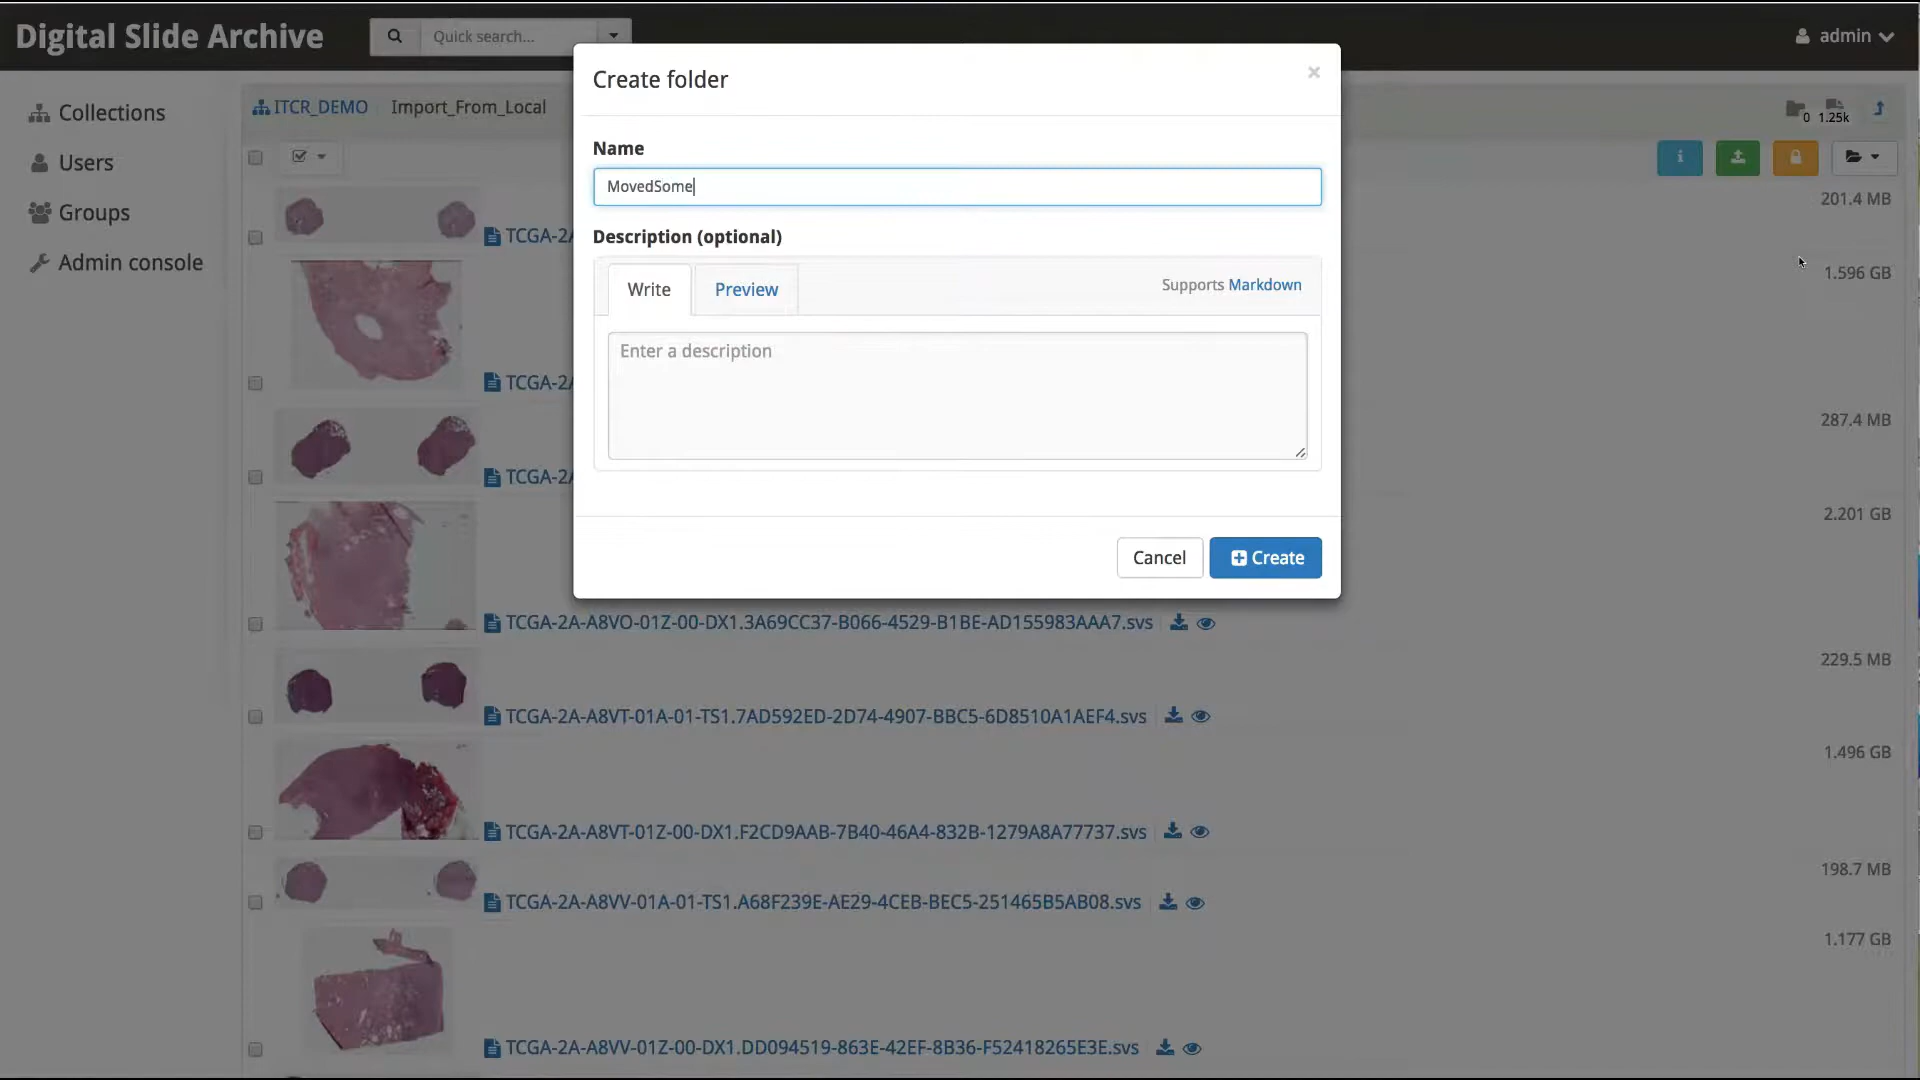 Digital Slide Archive
Quick search...
admin
Create folder
×
Collections
Users
Groups
Admin console
ITCR_DEMO
Import_From_Local
0
1.25k
Name
MovedSome
Description (optional)
Write
Preview
Supports Markdown
Enter a description
Cancel
Create
201.4 MB
TCGA-2A
1.596 GB
TCGA-2A
287.4 MB
TCGA-2A
2.201 GB
TCGA-2A-A8VO-01Z-00-DX1.3A69CC37-B066-4529-B1BE-AD155983AAA7.svs
229.5 MB
TCGA-2A-A8VT-01A-01-TS1.7AD592ED-2D74-4907-BBC5-6D8510A1AEF4.svs
1.496 GB
TCGA-2A-A8VT-01Z-00-DX1.F2CD9AAB-7B40-46A4-832B-1279A8A77737.svs
198.7 MB
TCGA-2A-A8VV-01A-01-TS1.A68F239E-AE29-4CEB-BEC5-251465B5AB08.svs
1.177 GB
TCGA-2A-A8VV-01Z-00-DX1.DD094519-863E-42EF-8B36-F52418265E3E.svs